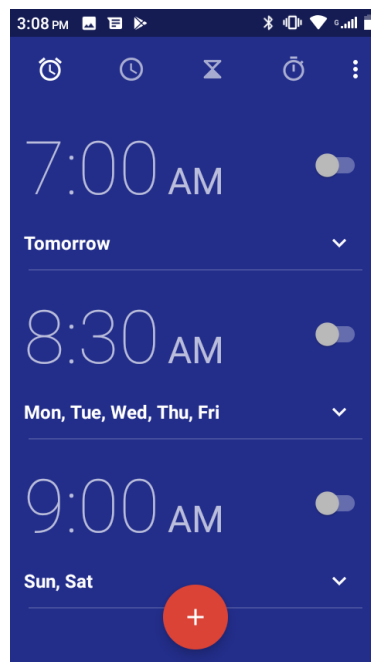 3:08 PM G
7:00 AM
Tomorrow
8:30 AM
Mon, Tue, Wed, Thu, Fri
9:00 AM
Sun, Sat
+